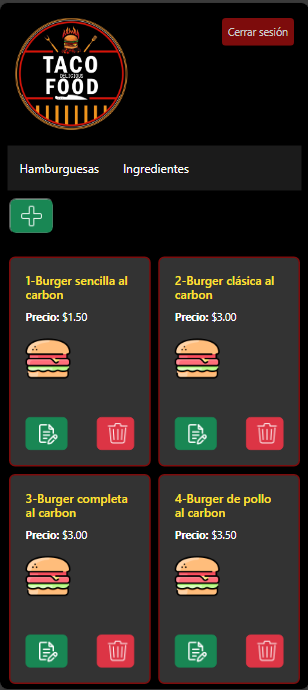 TACO
DELICIOUS
FOOD
Cerrar sesión
Hamburguesas
Ingredientes
1-Burger sencilla al
carbon
Precio: $1.50
2-Burger clásica al
carbon
Precio: $3.00
3-Burger completa
al carbon
Precio: $3.00
4-Burger de pollo
al carbon
Precio: $3.50